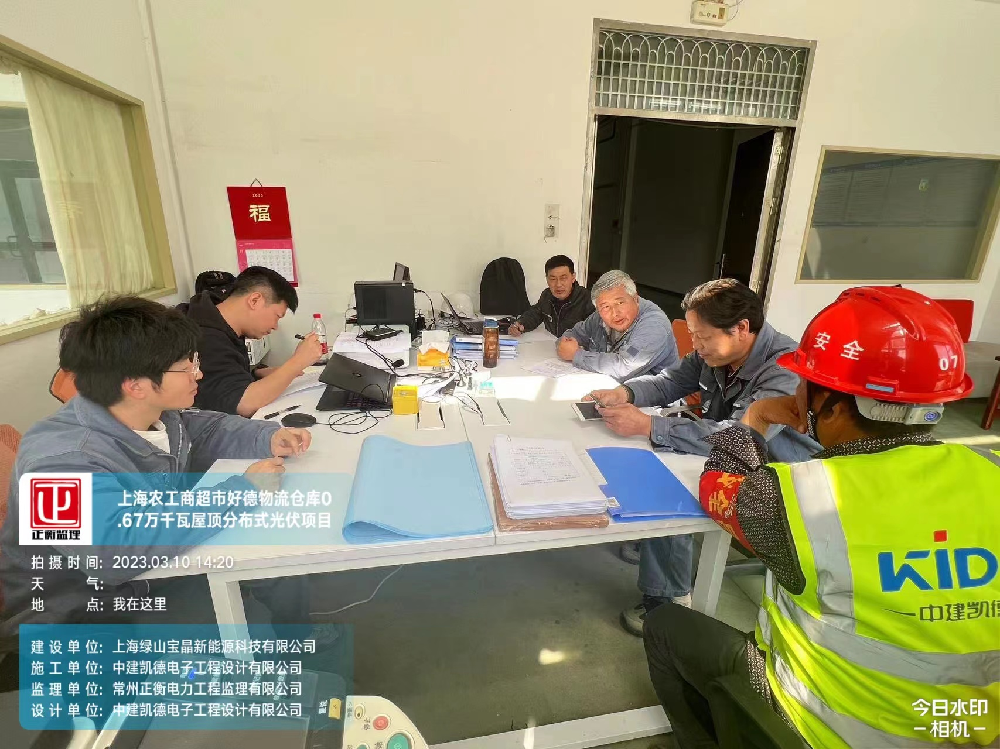 2023
福
安全
07
安全
KID
一中建凯德
正衡监理
上海农工商超市好德物流仓库0
.67万千瓦屋顶分布式光伏项目
拍摄时间: 2023.03.10 14:20
天气:
地点: 我在这里
建设单位: 上海绿山宝晶新能源科技有限公司
施工单位: 中建凯德电子工程设计有限公司
监理单位: 常州正衡电力工程监理有限公司
设计单位: 中建凯德电子工程设计有限公司
复位
停止
今日水印
－相机－